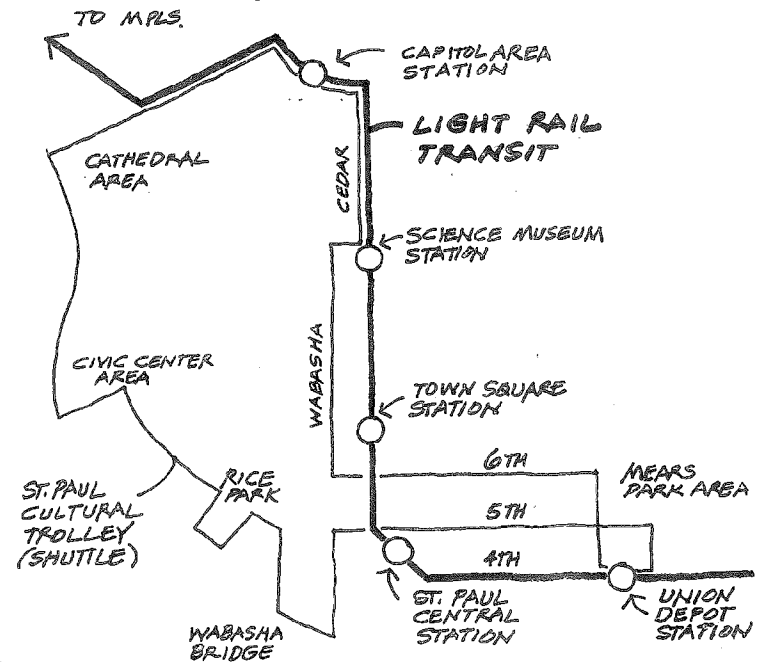 TO MPLS.
CAPITOL AREA
STATION
LIGHT RAIL
TRANSIT
CATHEDRAL
AREA
CEDAR
SCIENCE MUSEUM
STATION
WABASHA
CIVIC CENTER
AREA
TOWN SQUARE
STATION
6TH
MEARS
PARK AREA
RICE
PARK
ST. PAUL
CULTURAL
TROLLEY
(SHUTTLE)
5TH
4TH
ST. PAUL
CENTRAL
STATION
UNION
DEPOT
STATION
WABASHA
BRIDGE